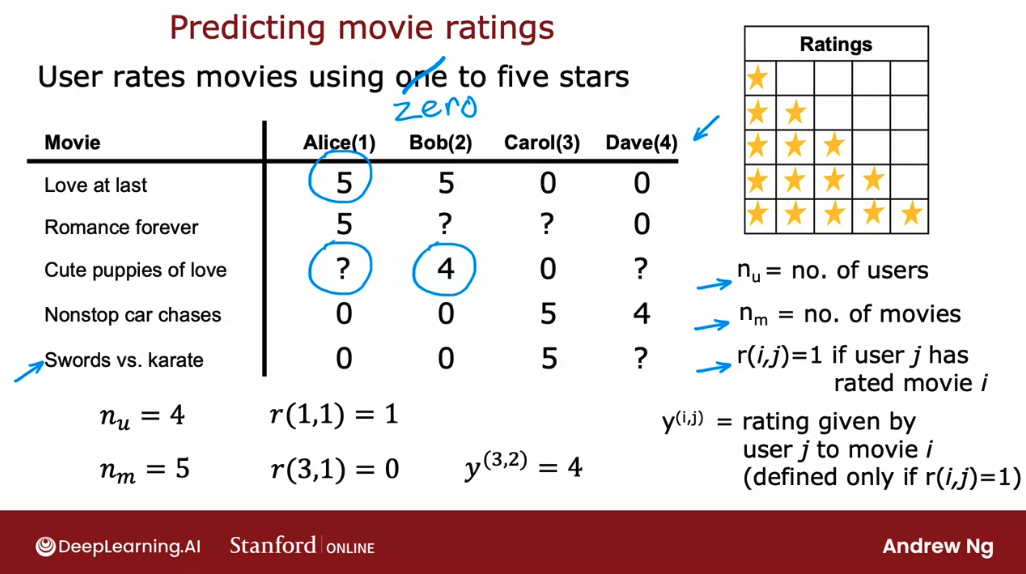 Predicting movie ratings
User rates movies using one to five stars
zero
Ratings
Movie Alice(1) Bob(2) Carol(3) Dave(4)
Love at last 5 5 0 0
Romance forever 5 ? ? 0
Cute puppies of love ? 4 0 ?
Nonstop car chases 0 0 5 4
Swords vs. karate 0 0 5 ?
nᵤ = no. of users
nₘ = no. of movies
r(i,j)=1 if user j has
rated movie i
y⁽ⁱ,ʲ⁾ = rating given by
user j to movie i
(defined only if r(i,j)=1)
nᵤ = 4 r(1,1) = 1
nₘ = 5 r(3,1) = 0 y⁽³,²⁾ = 4
DeepLearning.AI Stanford ONLINE Andrew Ng